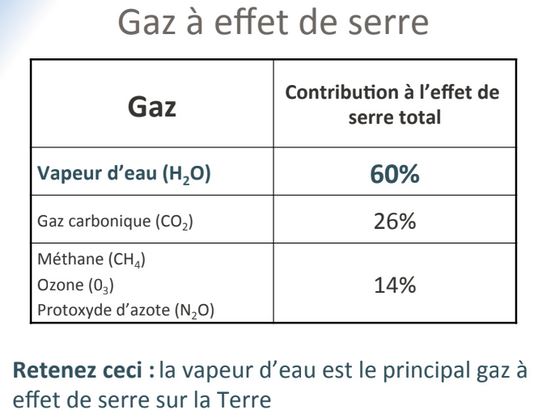 Gaz à effet de serre
Gaz
Contribution à l'effet de
serre total
Vapeur d'eau (H₂O)
60%
Gaz carbonique (CO₂)
26%
Méthane (CH₄)
Ozone (0₃)
Protoxyde d'azote (N₂O)
14%
Retenez ceci : la vapeur d'eau est le principal gaz à
effet de serre sur la Terre